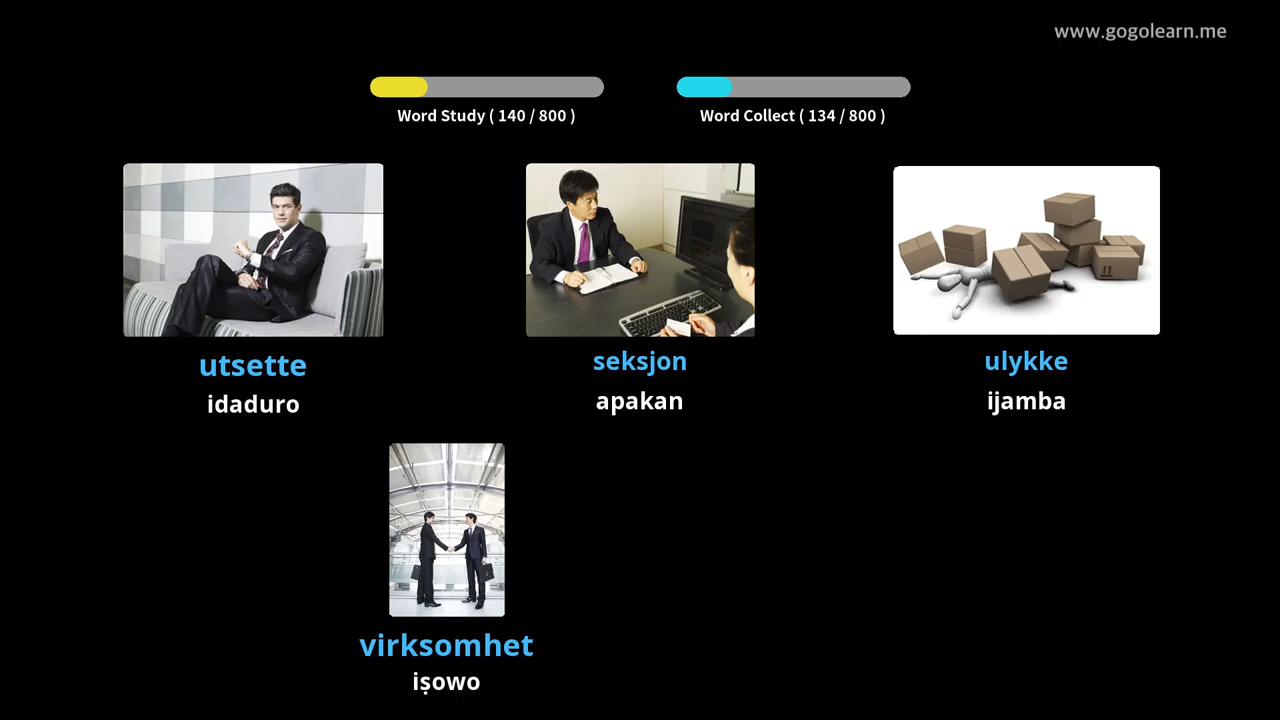 www.gogolearn.me
Word Study ( 140 / 800 )
Word Collect ( 134 / 800 )
utsette
idaduro
seksjon
apakan
ulykke
ijamba
virksomhet
iṣowo